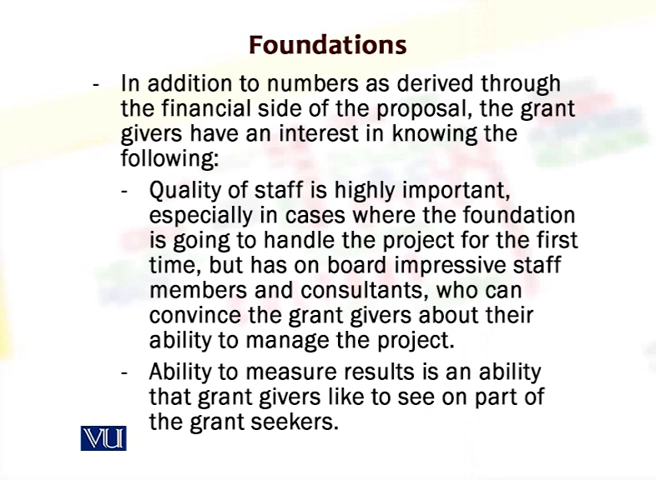 Foundations
- In addition to numbers as derived through
the financial side of the proposal, the grant
givers have an interest in knowing the
following:
- Quality of staff is highly important,
especially in cases where the foundation
is going to handle the project for the first
time, but has on board impressive staff
members and consultants, who can
convince the grant givers about their
ability to manage the project.
- Ability to measure results is an ability
that grant givers like to see on part of
the grant seekers.
VU